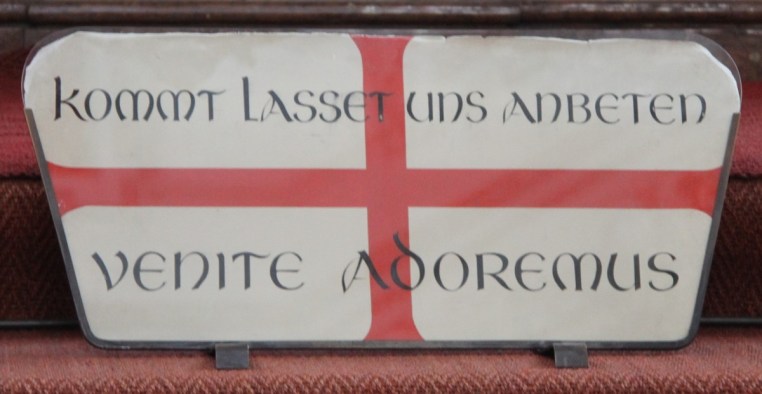 Kommt Lasset uns anbeten
Venite Adoremus